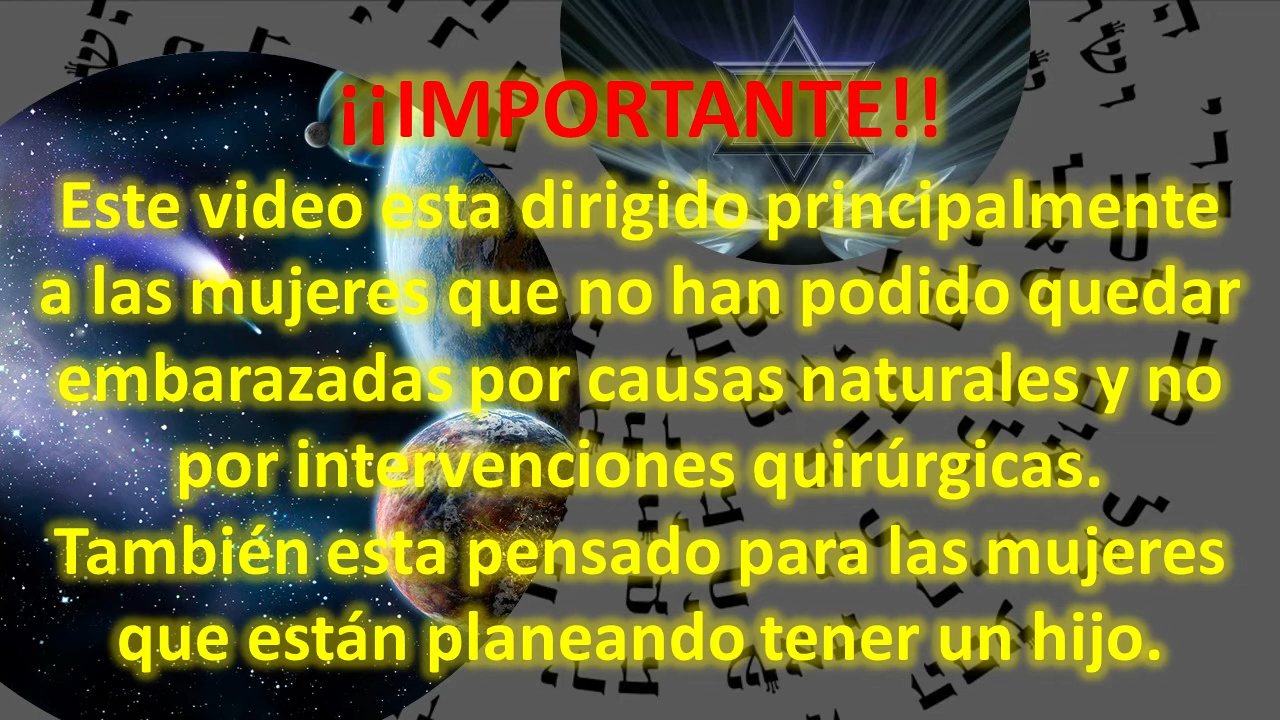 ¡¡IMPORTANTE!!
Este video esta dirigido principalmente
a las mujeres que no han podido quedar
embarazadas por causas naturales y no
por intervenciones quirúrgicas.
También esta pensado para las mujeres
que están planeando tener un hijo.